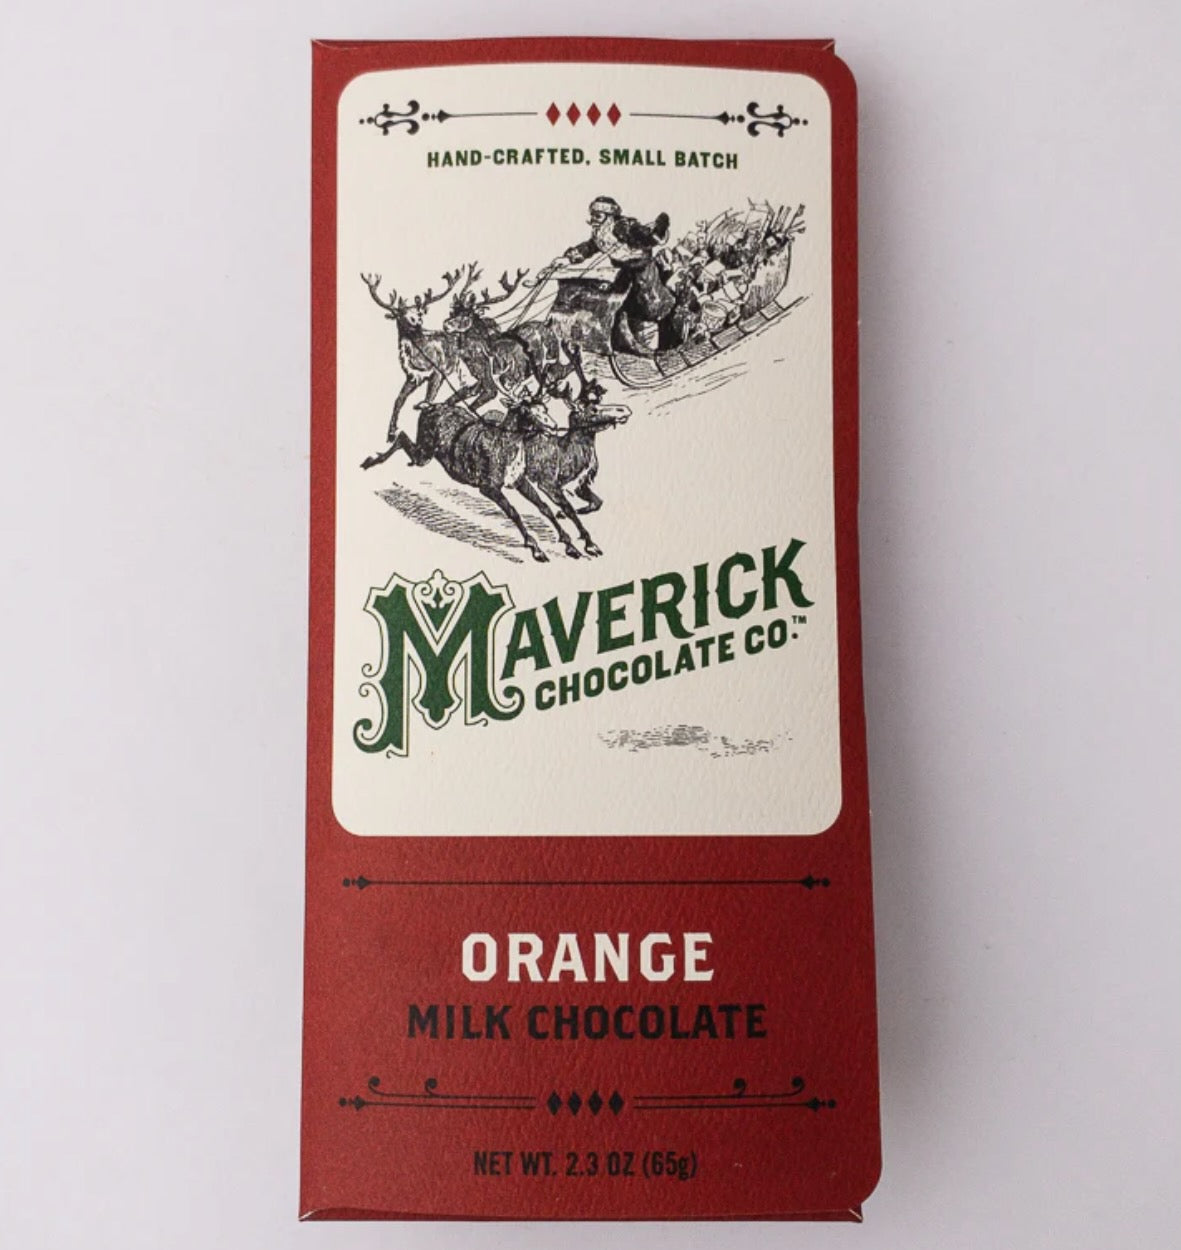 HAND-CRAFTED, SMALL BATCH
MAVERICK
CHOCOLATE CO.™
ORANGE
MILK CHOCOLATE
NET WT. 2.3 OZ (65g)